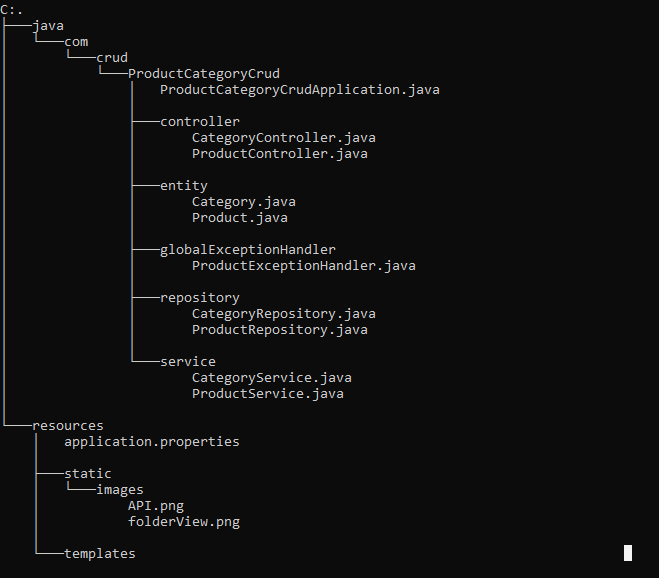 C:.
├───java
│   └───com
│       └───crud
│           └───ProductCategoryCrud
│               │   ProductCategoryCrudApplication.java
│               │
│               ├───controller
│               │       CategoryController.java
│               │       ProductController.java
│               │
│               ├───entity
│               │       Category.java
│               │       Product.java
│               │
│               ├───globalExceptionHandler
│               │       ProductExceptionHandler.java
│               │
│               ├───repository
│               │       CategoryRepository.java
│               │       ProductRepository.java
│               │
│               └───service
│                       CategoryService.java
│                       ProductService.java
│
└───resources
    │   application.properties
    │
    ├───static
    │   └───images
    │           API.png
    │           folderView.png
    │
    └───templates